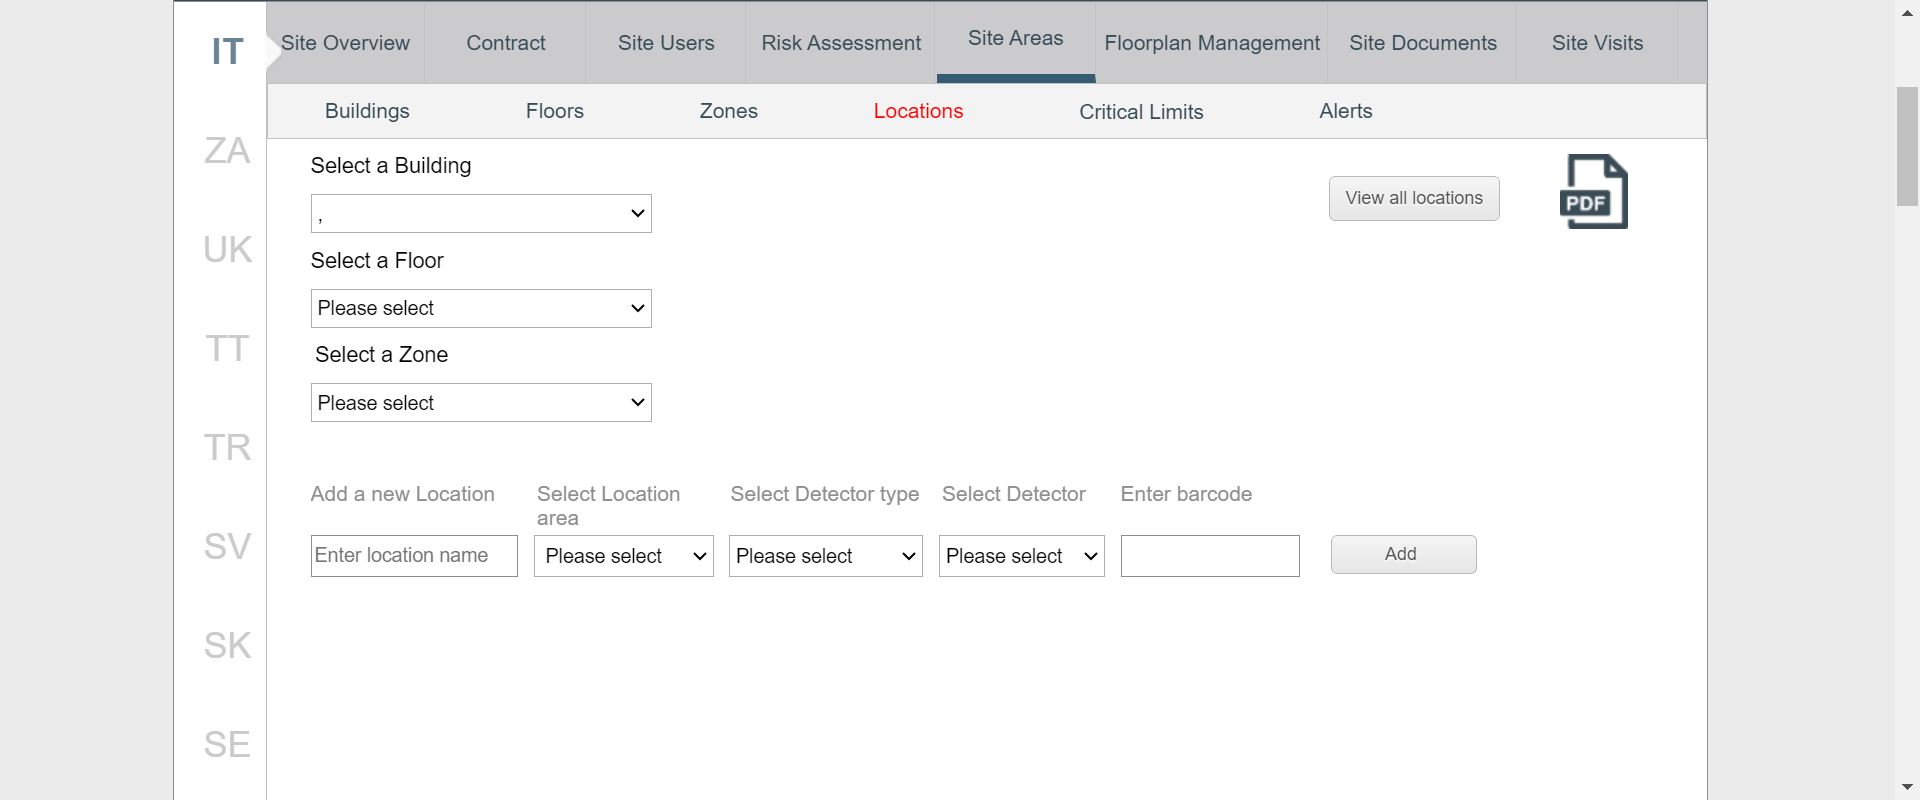 IT
Site Overview
Contract
Site Users
Risk Assessment
Site Areas
Floorplan Management
Site Documents
Site Visits
Buildings
Floors
Zones
Locations
Critical Limits
Alerts
ZA
UK
TT
TR
SV
SK
SE
Select a Building
,
View all locations
PDF
Select a Floor
Please select
Select a Zone
Please select
Add a new Location
Select Location
area
Select Detector type
Select Detector
Enter barcode
Enter location name
Please select
Please select
Please select
Add